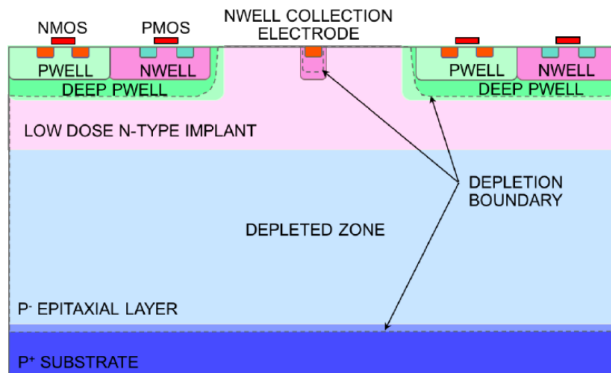 NWELL COLLECTION
ELECTRODE
NMOS
PMOS
PWELL
NWELL
PWELL
NWELL
DEEP PWELL
DEEP PWELL
LOW DOSE N-TYPE IMPLANT
DEPLETION
BOUNDARY
DEPLETED ZONE
P- EPITAXIAL LAYER
P+ SUBSTRATE